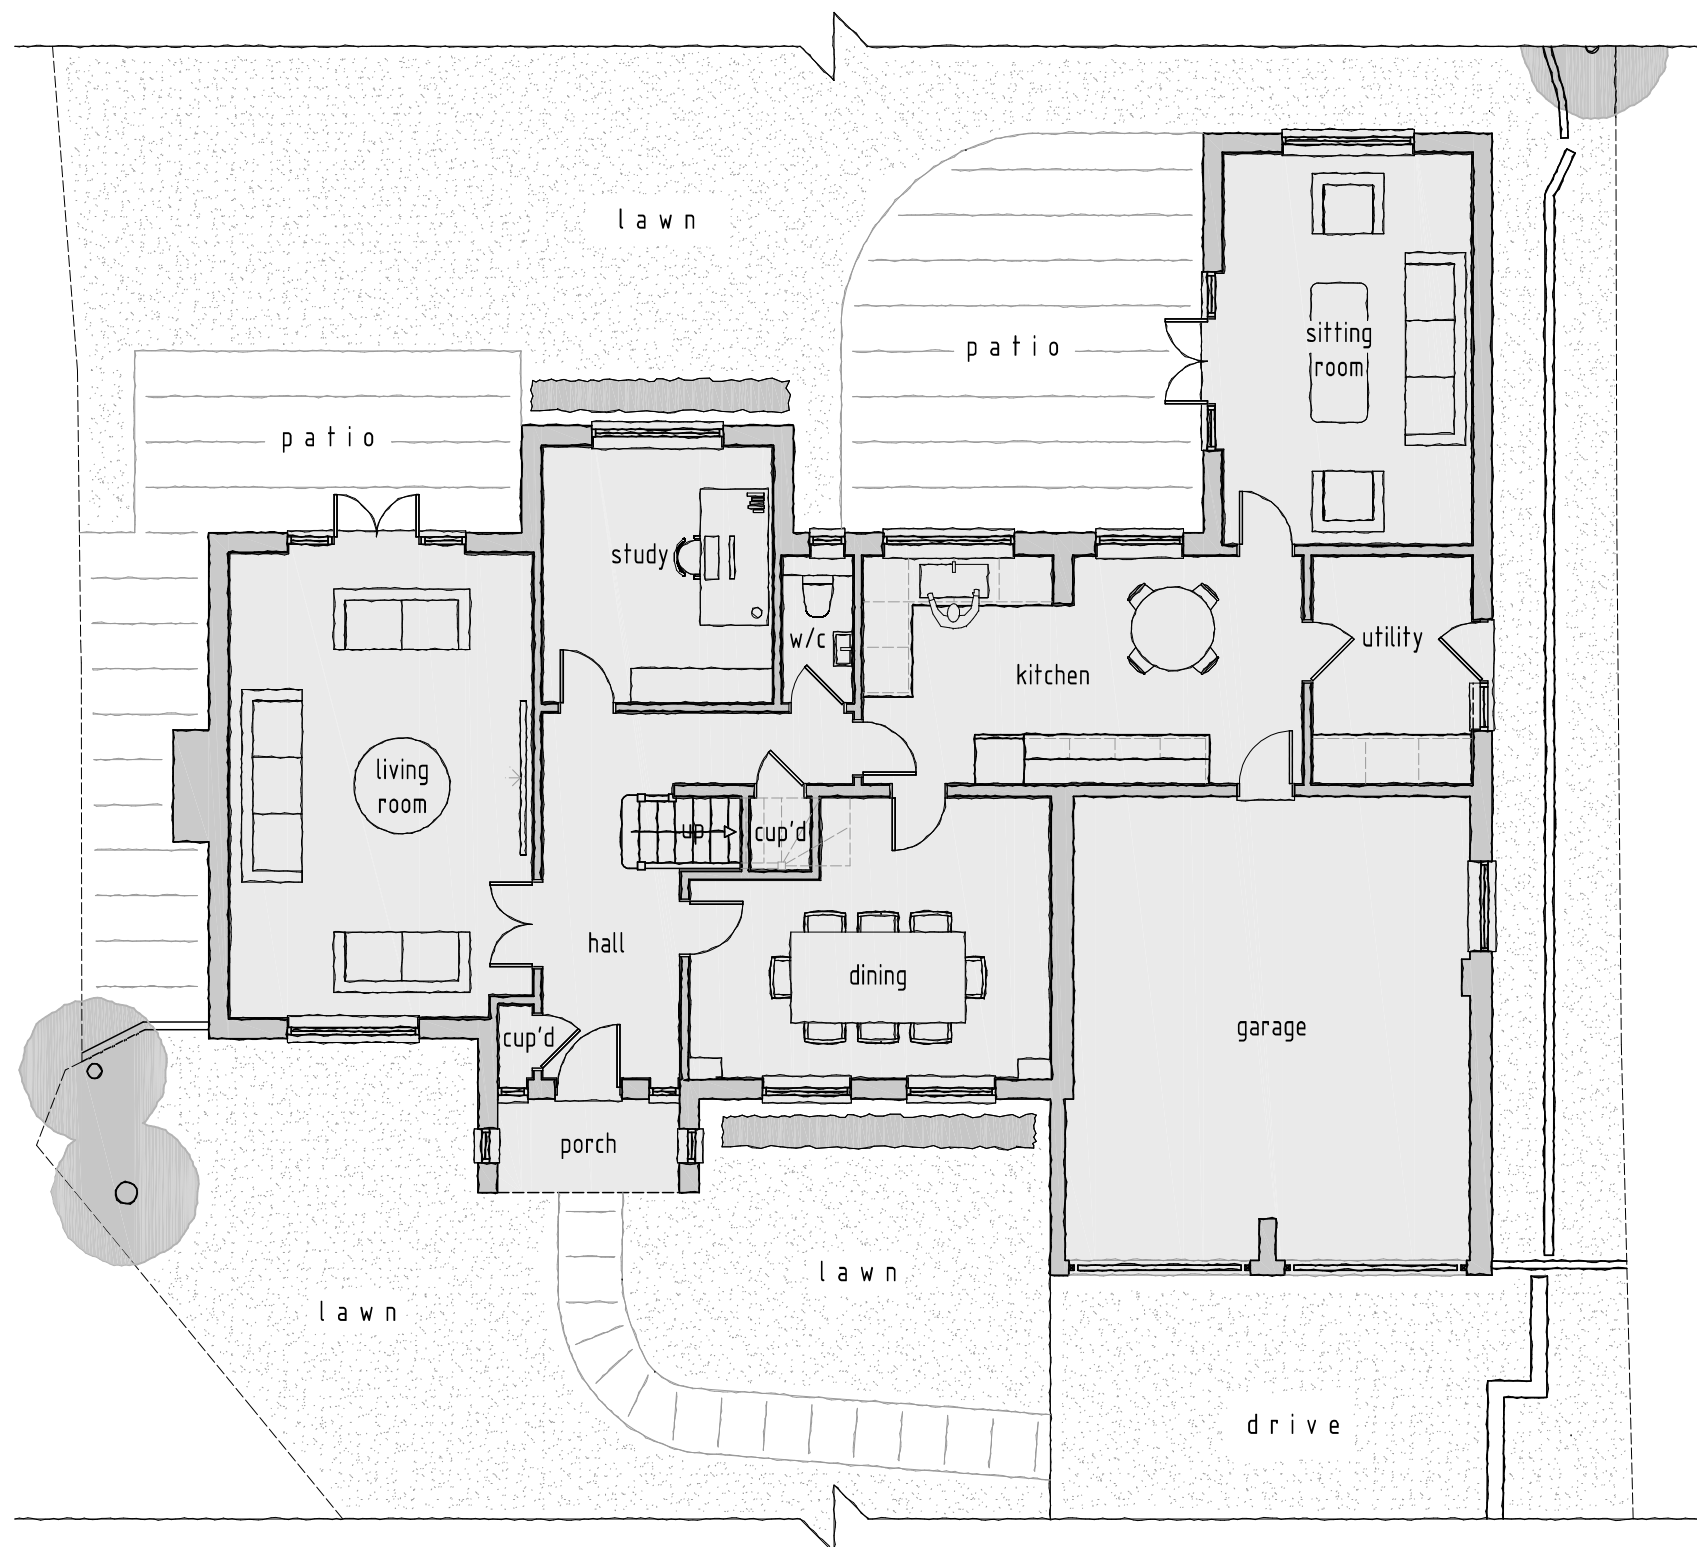 lawn
patio
sitting
room
patio
study
w/c
utility
kitchen
living
room
up
cup'd
hall
dining
cup'd
garage
porch
lawn
lawn
drive